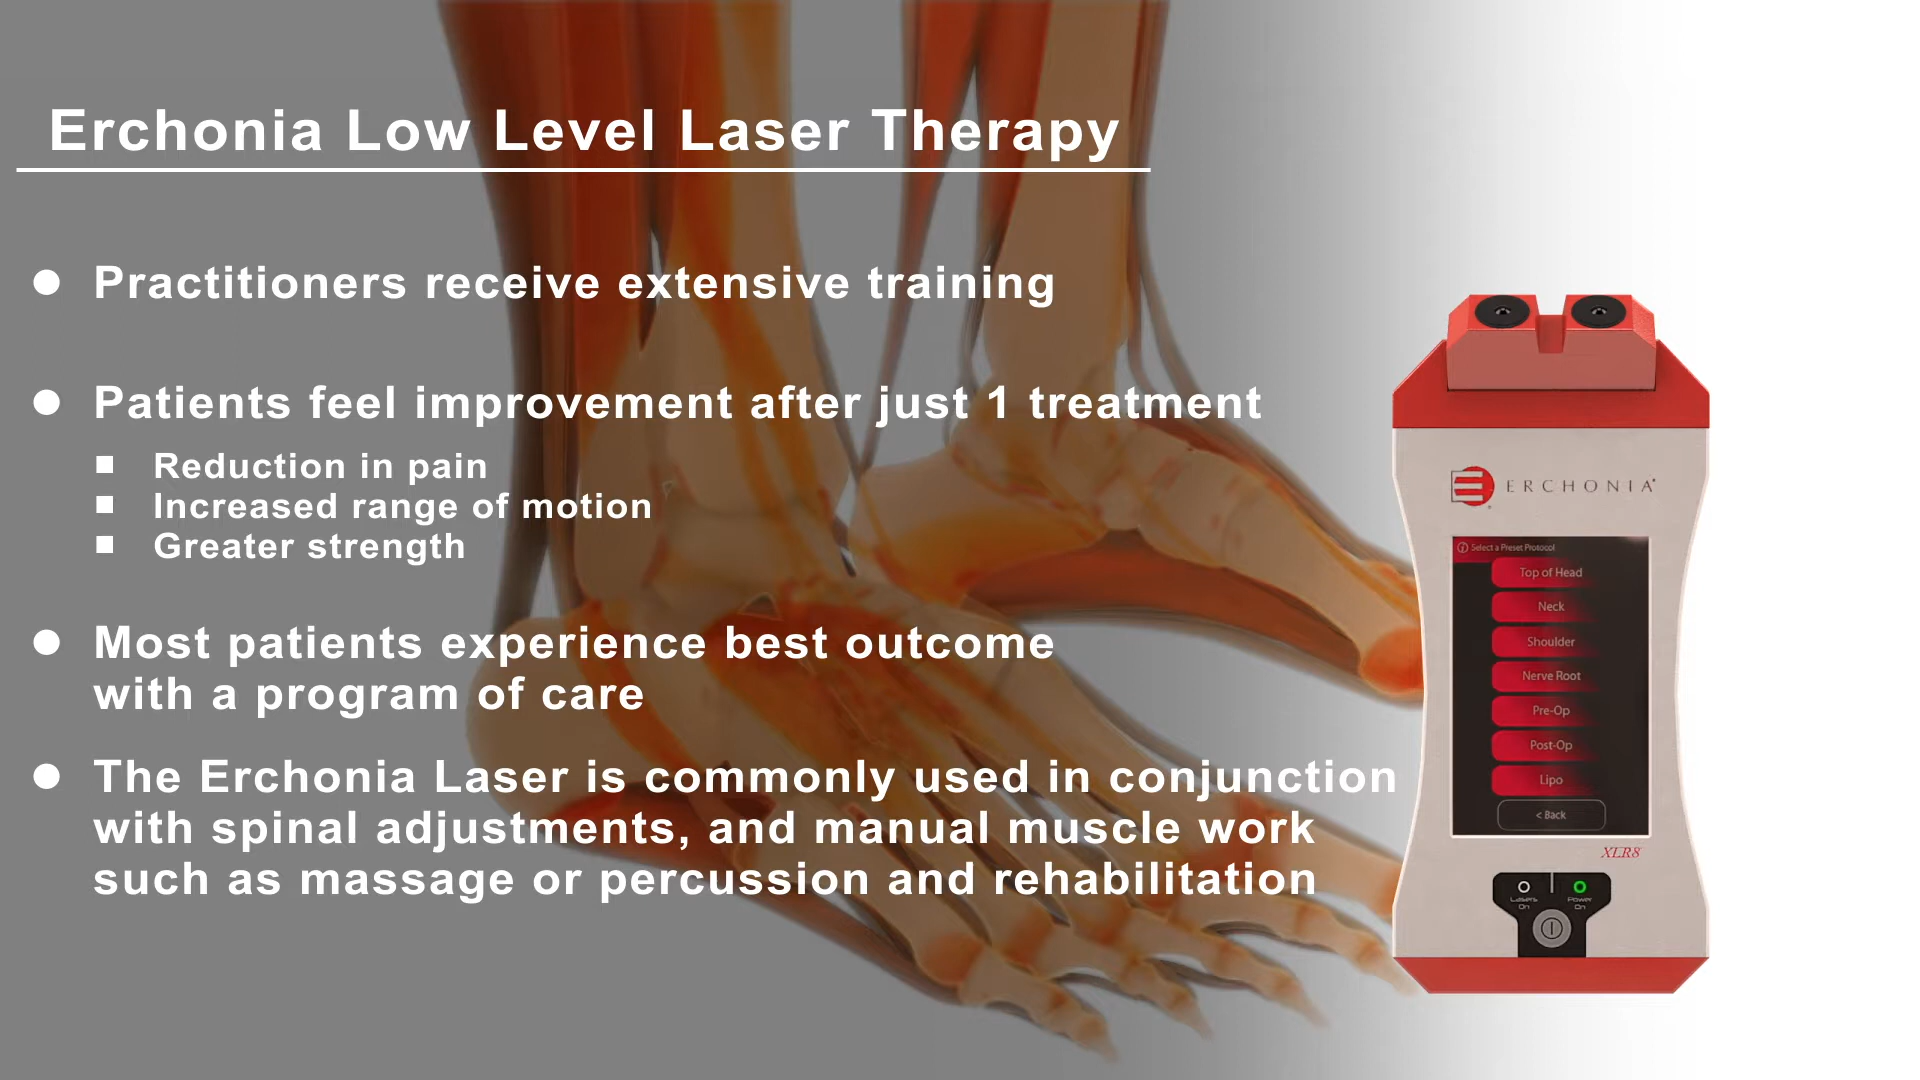 Erchonia Low Level Laser Therapy
● Practitioners receive extensive training
● Patients feel improvement after just 1 treatment
■ Reduction in pain
■ Increased range of motion
■ Greater strength
● Most patients experience best outcome
with a program of care
● The Erchonia Laser is commonly used in conjunction
with spinal adjustments, and manual muscle work
such as massage or percussion and rehabilitation
ERCHONIA®
Select a Preset Protocol
Top of Head
Neck
Shoulder
Nerve Root
Pre-Op
Post-Op
Lipo
< Back
XLR8
Lasers On
Power On